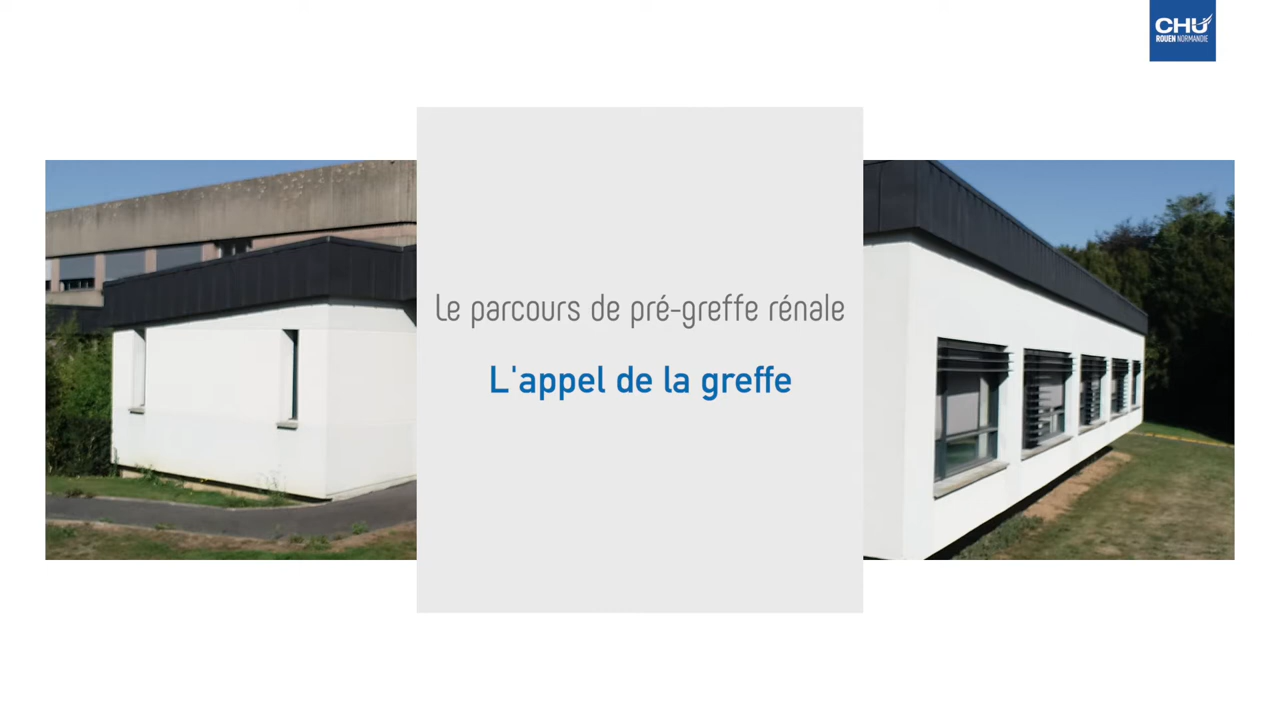 CHU
ROUEN NORMANDIE
Le parcours de pré-greffe rénale
L'appel de la greffe